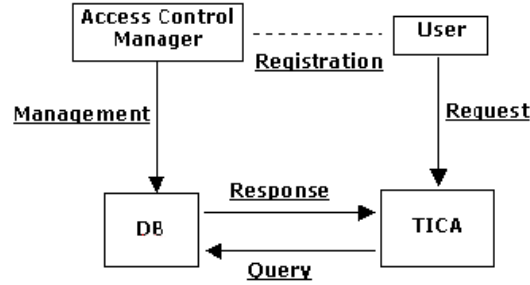 Access Control
Manager
User
Registration
Management
Request
Response
DB
TICA
Query